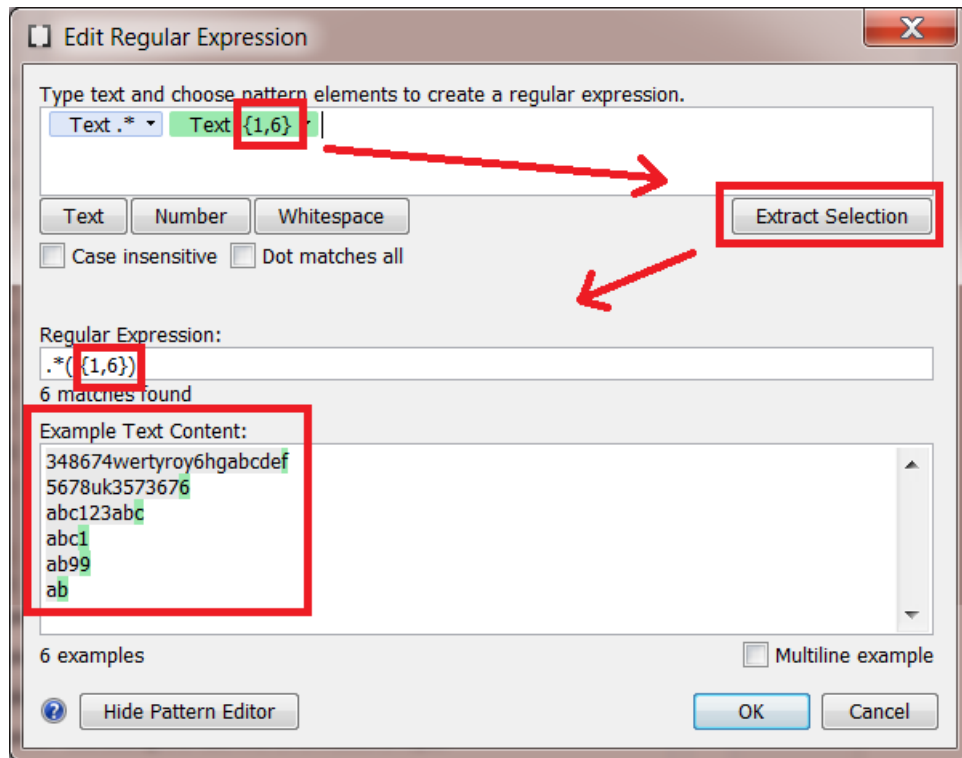 Edit Regular Expression
X
Type text and choose pattern elements to create a regular expression.
Text .* Text {1,6}
Text Number Whitespace Extract Selection
Case insensitive Dot matches all
Regular Expression:
.*( {1,6})
6 matches found
Example Text Content:
348674wertyroy6hgabcdef
5678uk3573676
abc123abc
abc1
ab99
ab
6 examples Multiline example
? Hide Pattern Editor OK Cancel